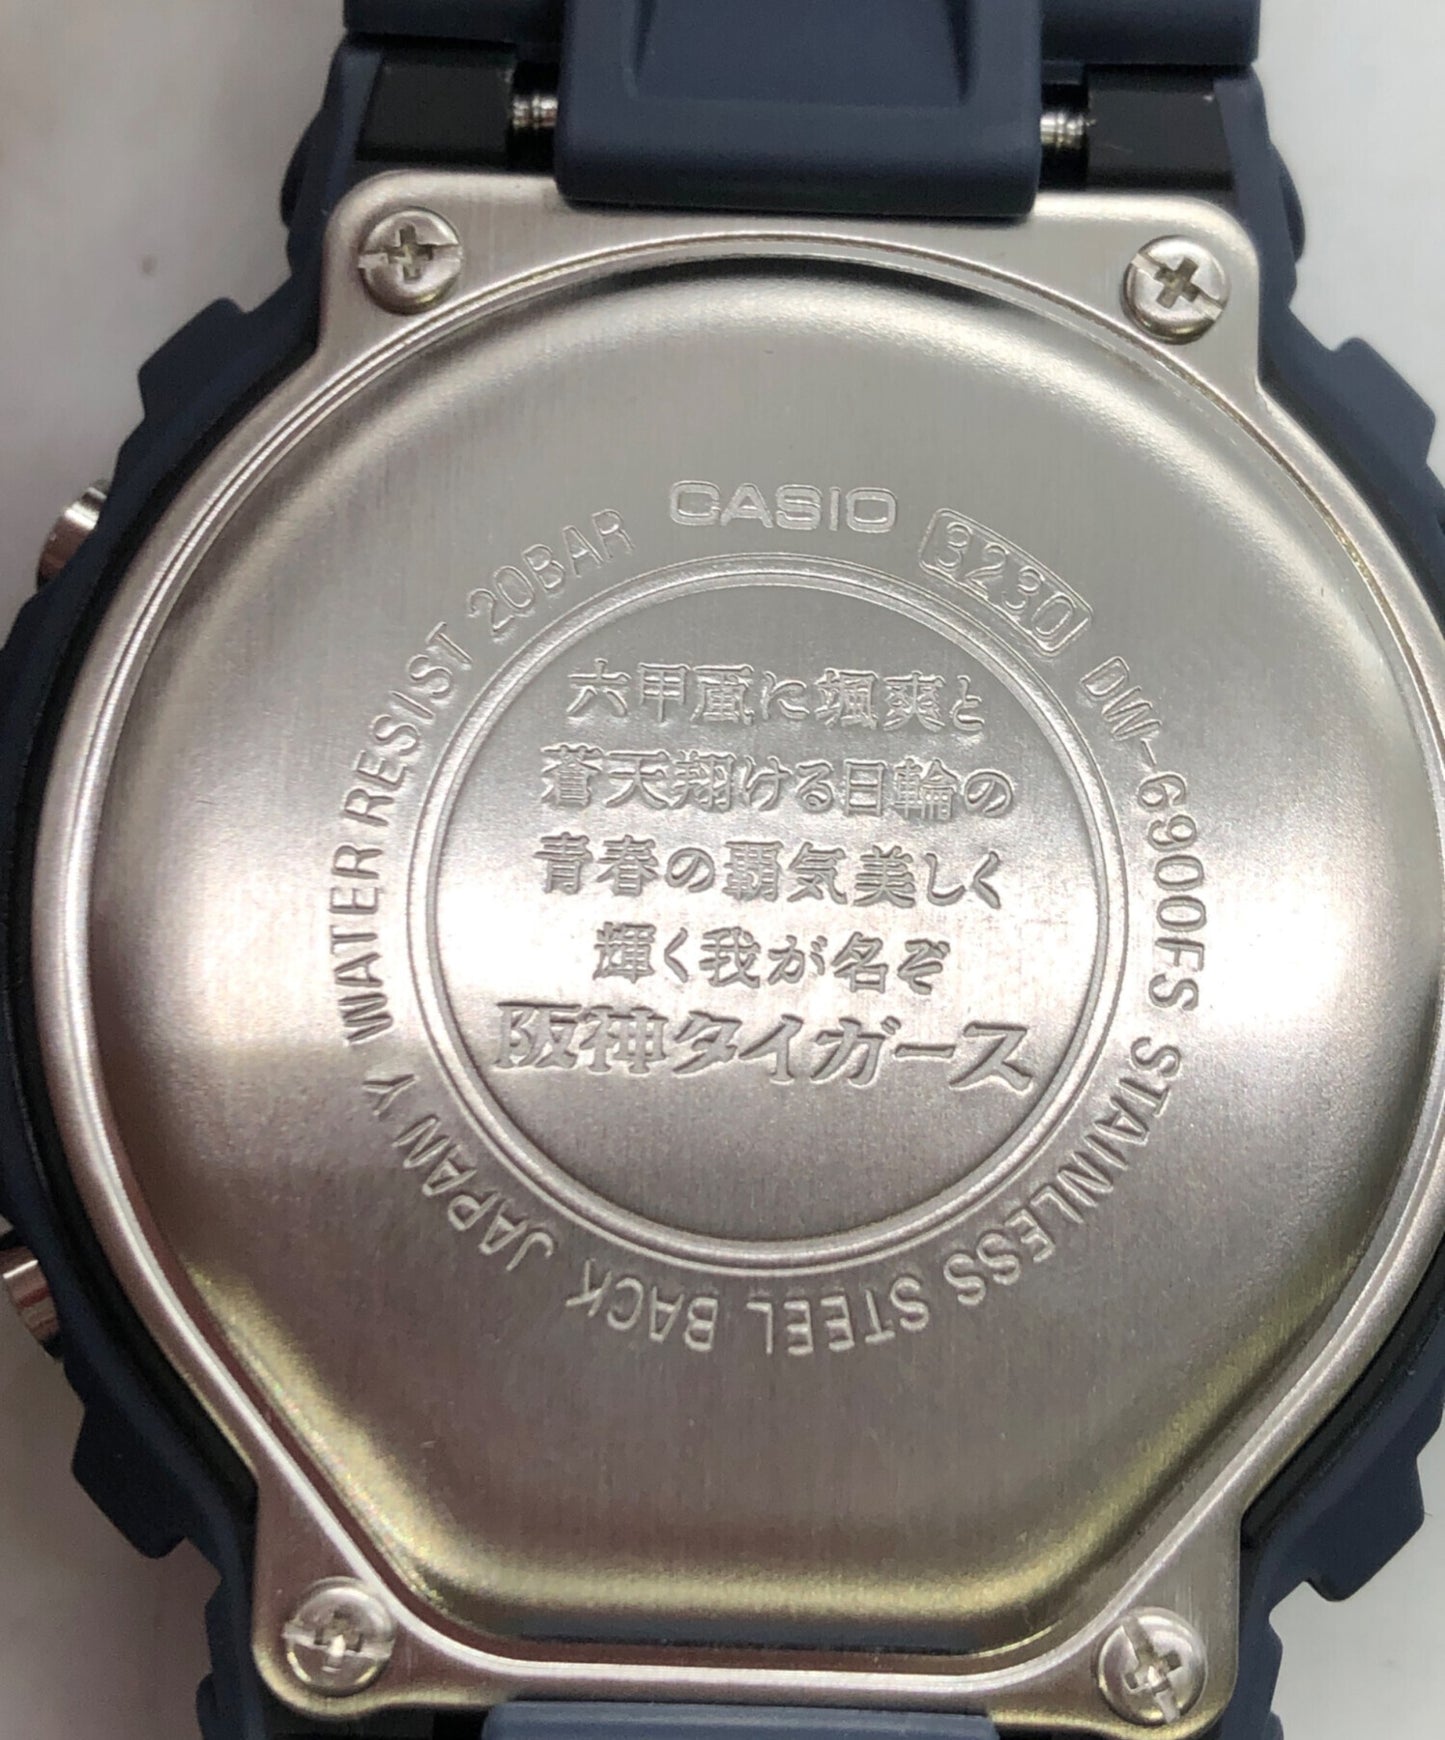 CASIO
3230
DW-6900FS STAINLESS STEEL BACK JAPAN Y WATER RESIST 20BAR
六甲颪に颯爽と
蒼天翔ける日輪の
青春の覇気美しく
輝く我が名ぞ
阪神タイガース